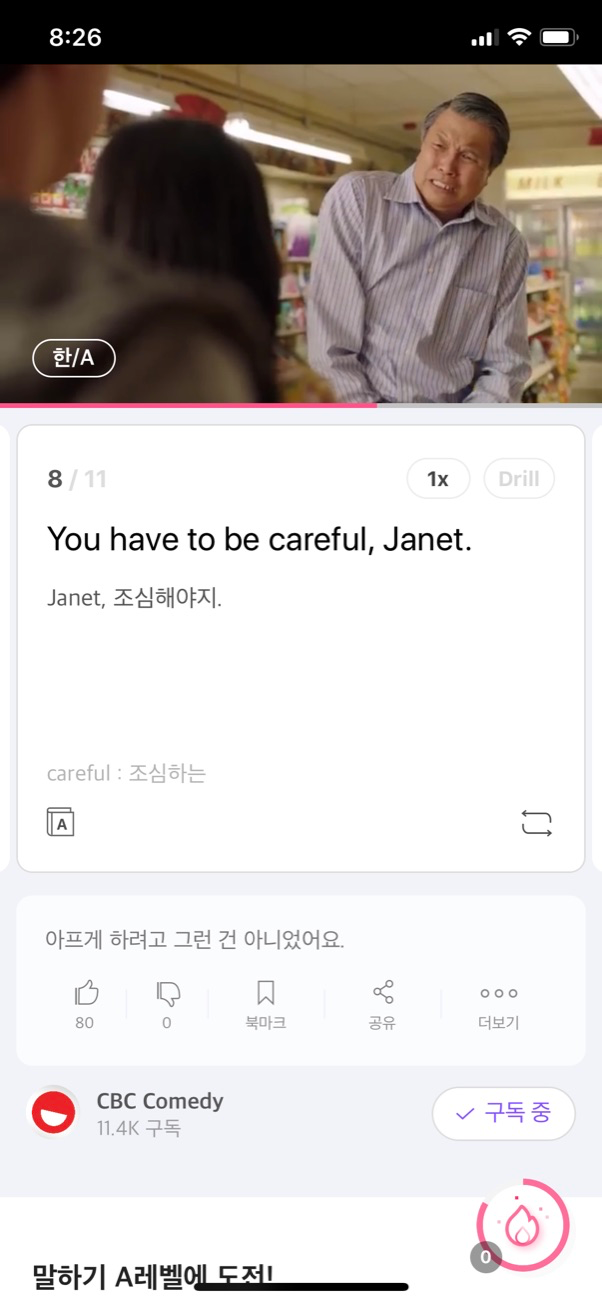 8:26
MILK
한/A
8 / 11
1x
Drill
You have to be careful, Janet.
Janet, 조심해야지.
careful : 조심하는
A
아프게 하려고 그런 건 아니었어요.
80
0
북마크
공유
더보기
CBC Comedy
11.4K 구독
구독 중
0
말하기 A레벨에 도전!